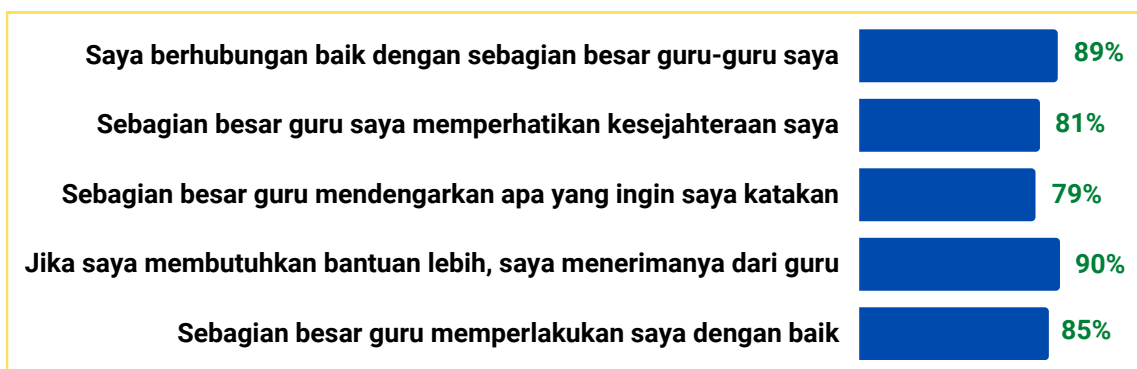 Saya berhubungan baik dengan sebagian besar guru-guru saya 89%
Sebagian besar guru saya memperhatikan kesejahteraan saya 81%
Sebagian besar guru mendengarkan apa yang ingin saya katakan 79%
Jika saya membutuhkan bantuan lebih, saya menerimanya dari guru 90%
Sebagian besar guru memperlakukan saya dengan baik 85%